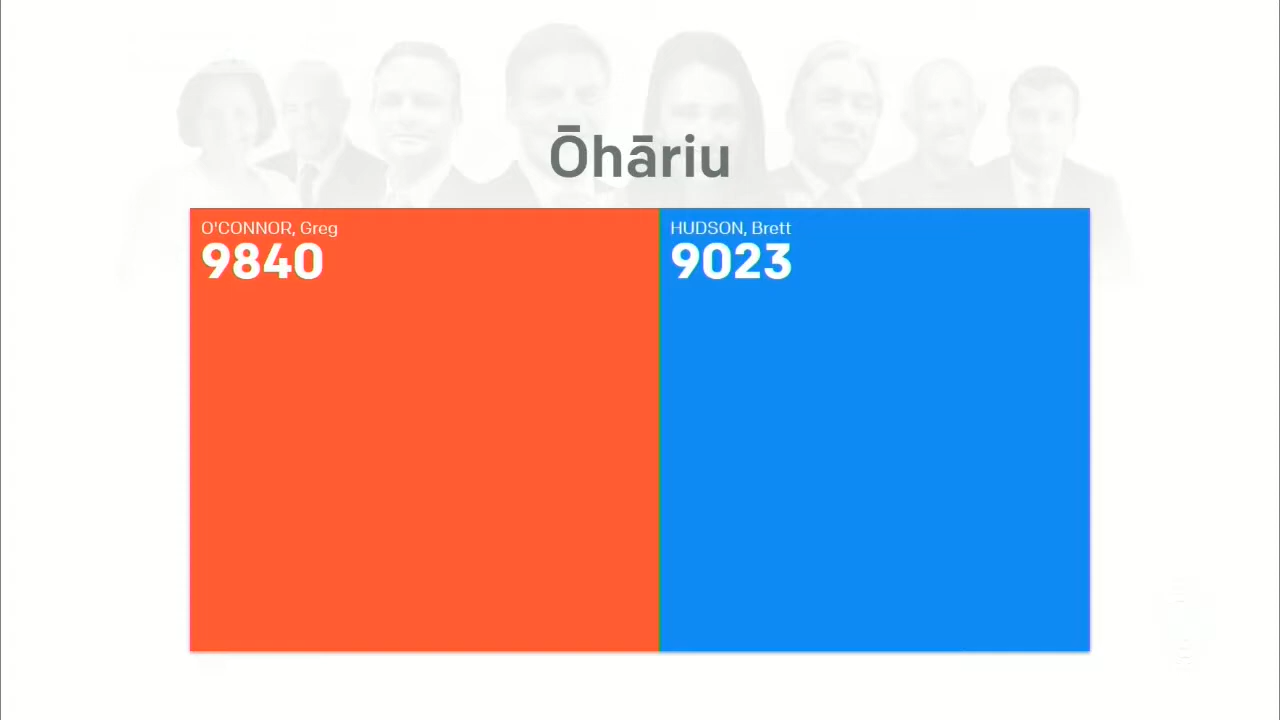 Ōhāriu
O'CONNOR, Greg
9840
HUDSON, Brett
9023